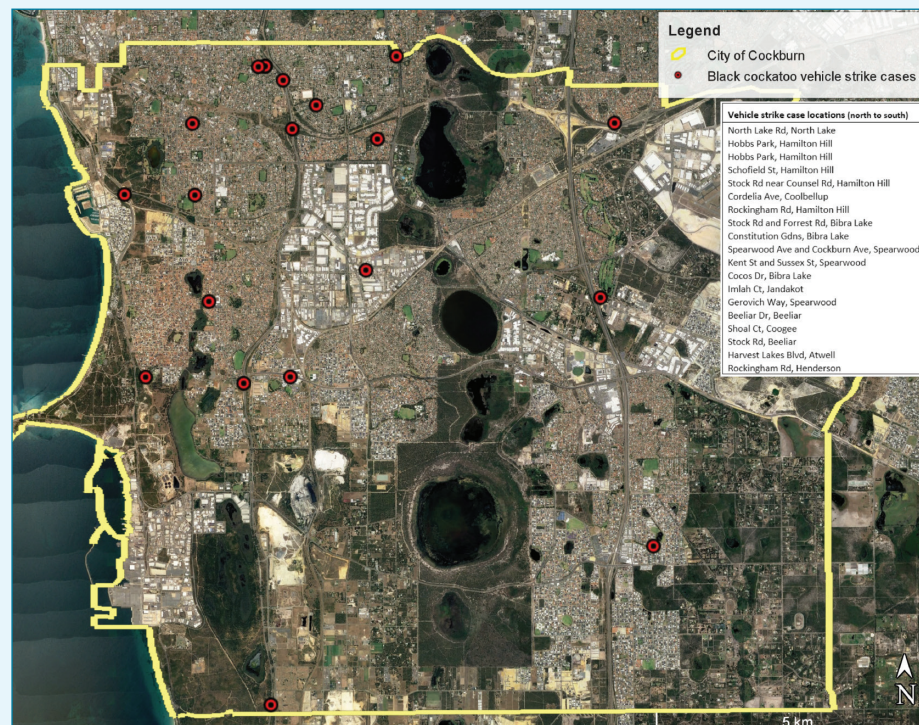 Legend
City of Cockburn
Black cockatoo vehicle strike cases
Vehicle strike case locations (north to south)
North Lake Rd, North Lake
Hobbs Park, Hamilton Hill
Hobbs Park, Hamilton Hill
Schofield St, Hamilton Hill
Stock Rd near Counsel Rd, Hamilton Hill
Cordelia Ave, Coolbellup
Rockingham Rd, Hamilton Hill
Stock Rd and Forrest Rd, Bibra Lake
Constitution Gdns, Bibra Lake
Spearwood Ave and Cockburn Ave, Spearwood
Kent St and Sussex St, Spearwood
Cocos Dr, Bibra Lake
Imlah Ct, Jandakot
Gerovich Way, Spearwood
Beeliar Dr, Beeliar
Shoal Ct, Coogee
Stock Rd, Beeliar
Harvest Lakes Blvd, Atwell
Rockingham Rd, Henderson
N
5 km